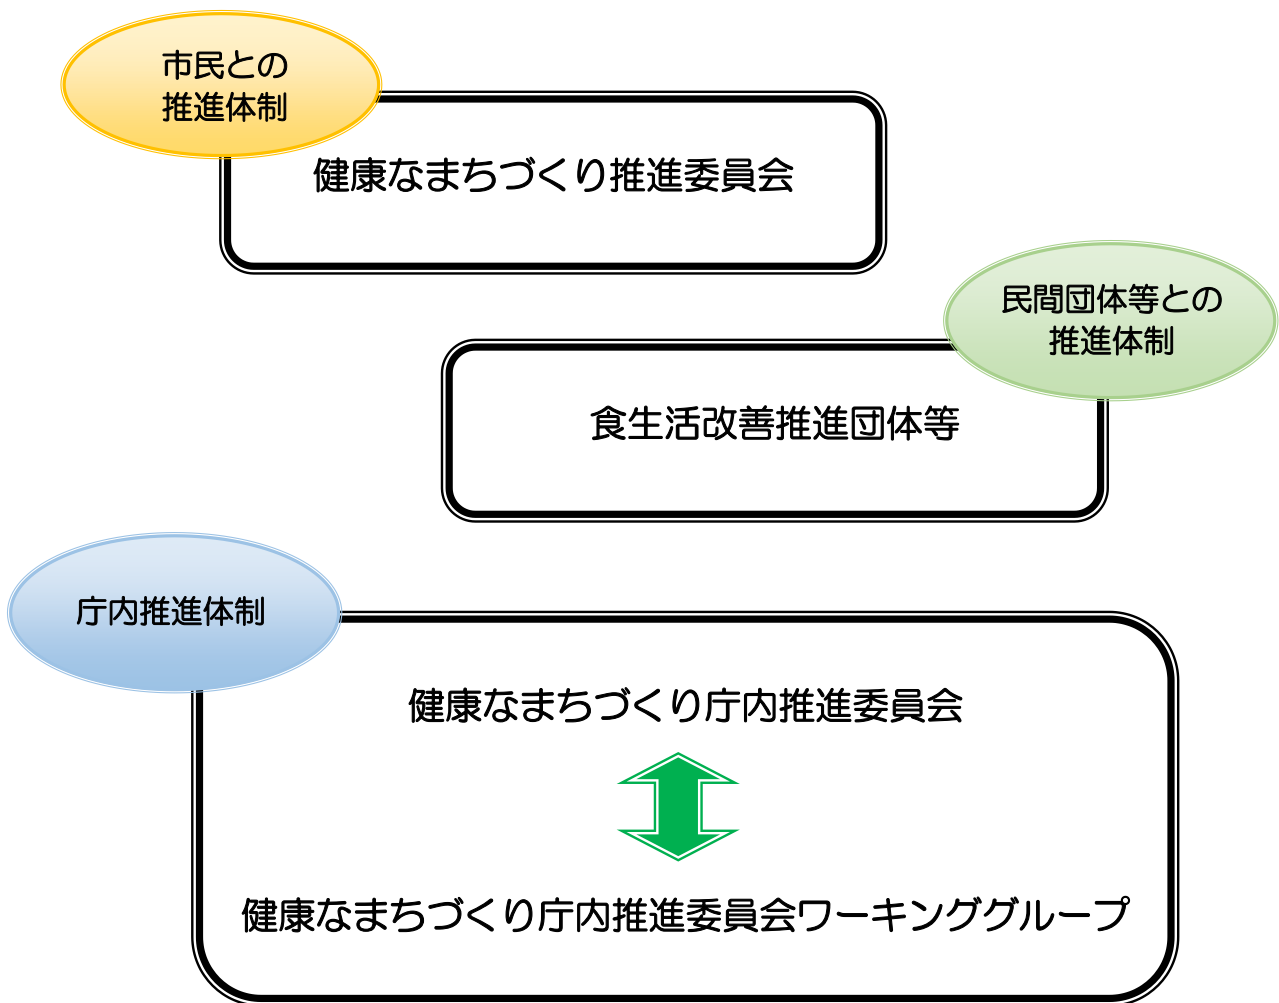 市民との
推進体制
健康なまちづくり推進委員会
民間団体等との
推進体制
食生活改善推進団体等
庁内推進体制
健康なまちづくり庁内推進委員会
健康なまちづくり庁内推進委員会ワーキンググループ